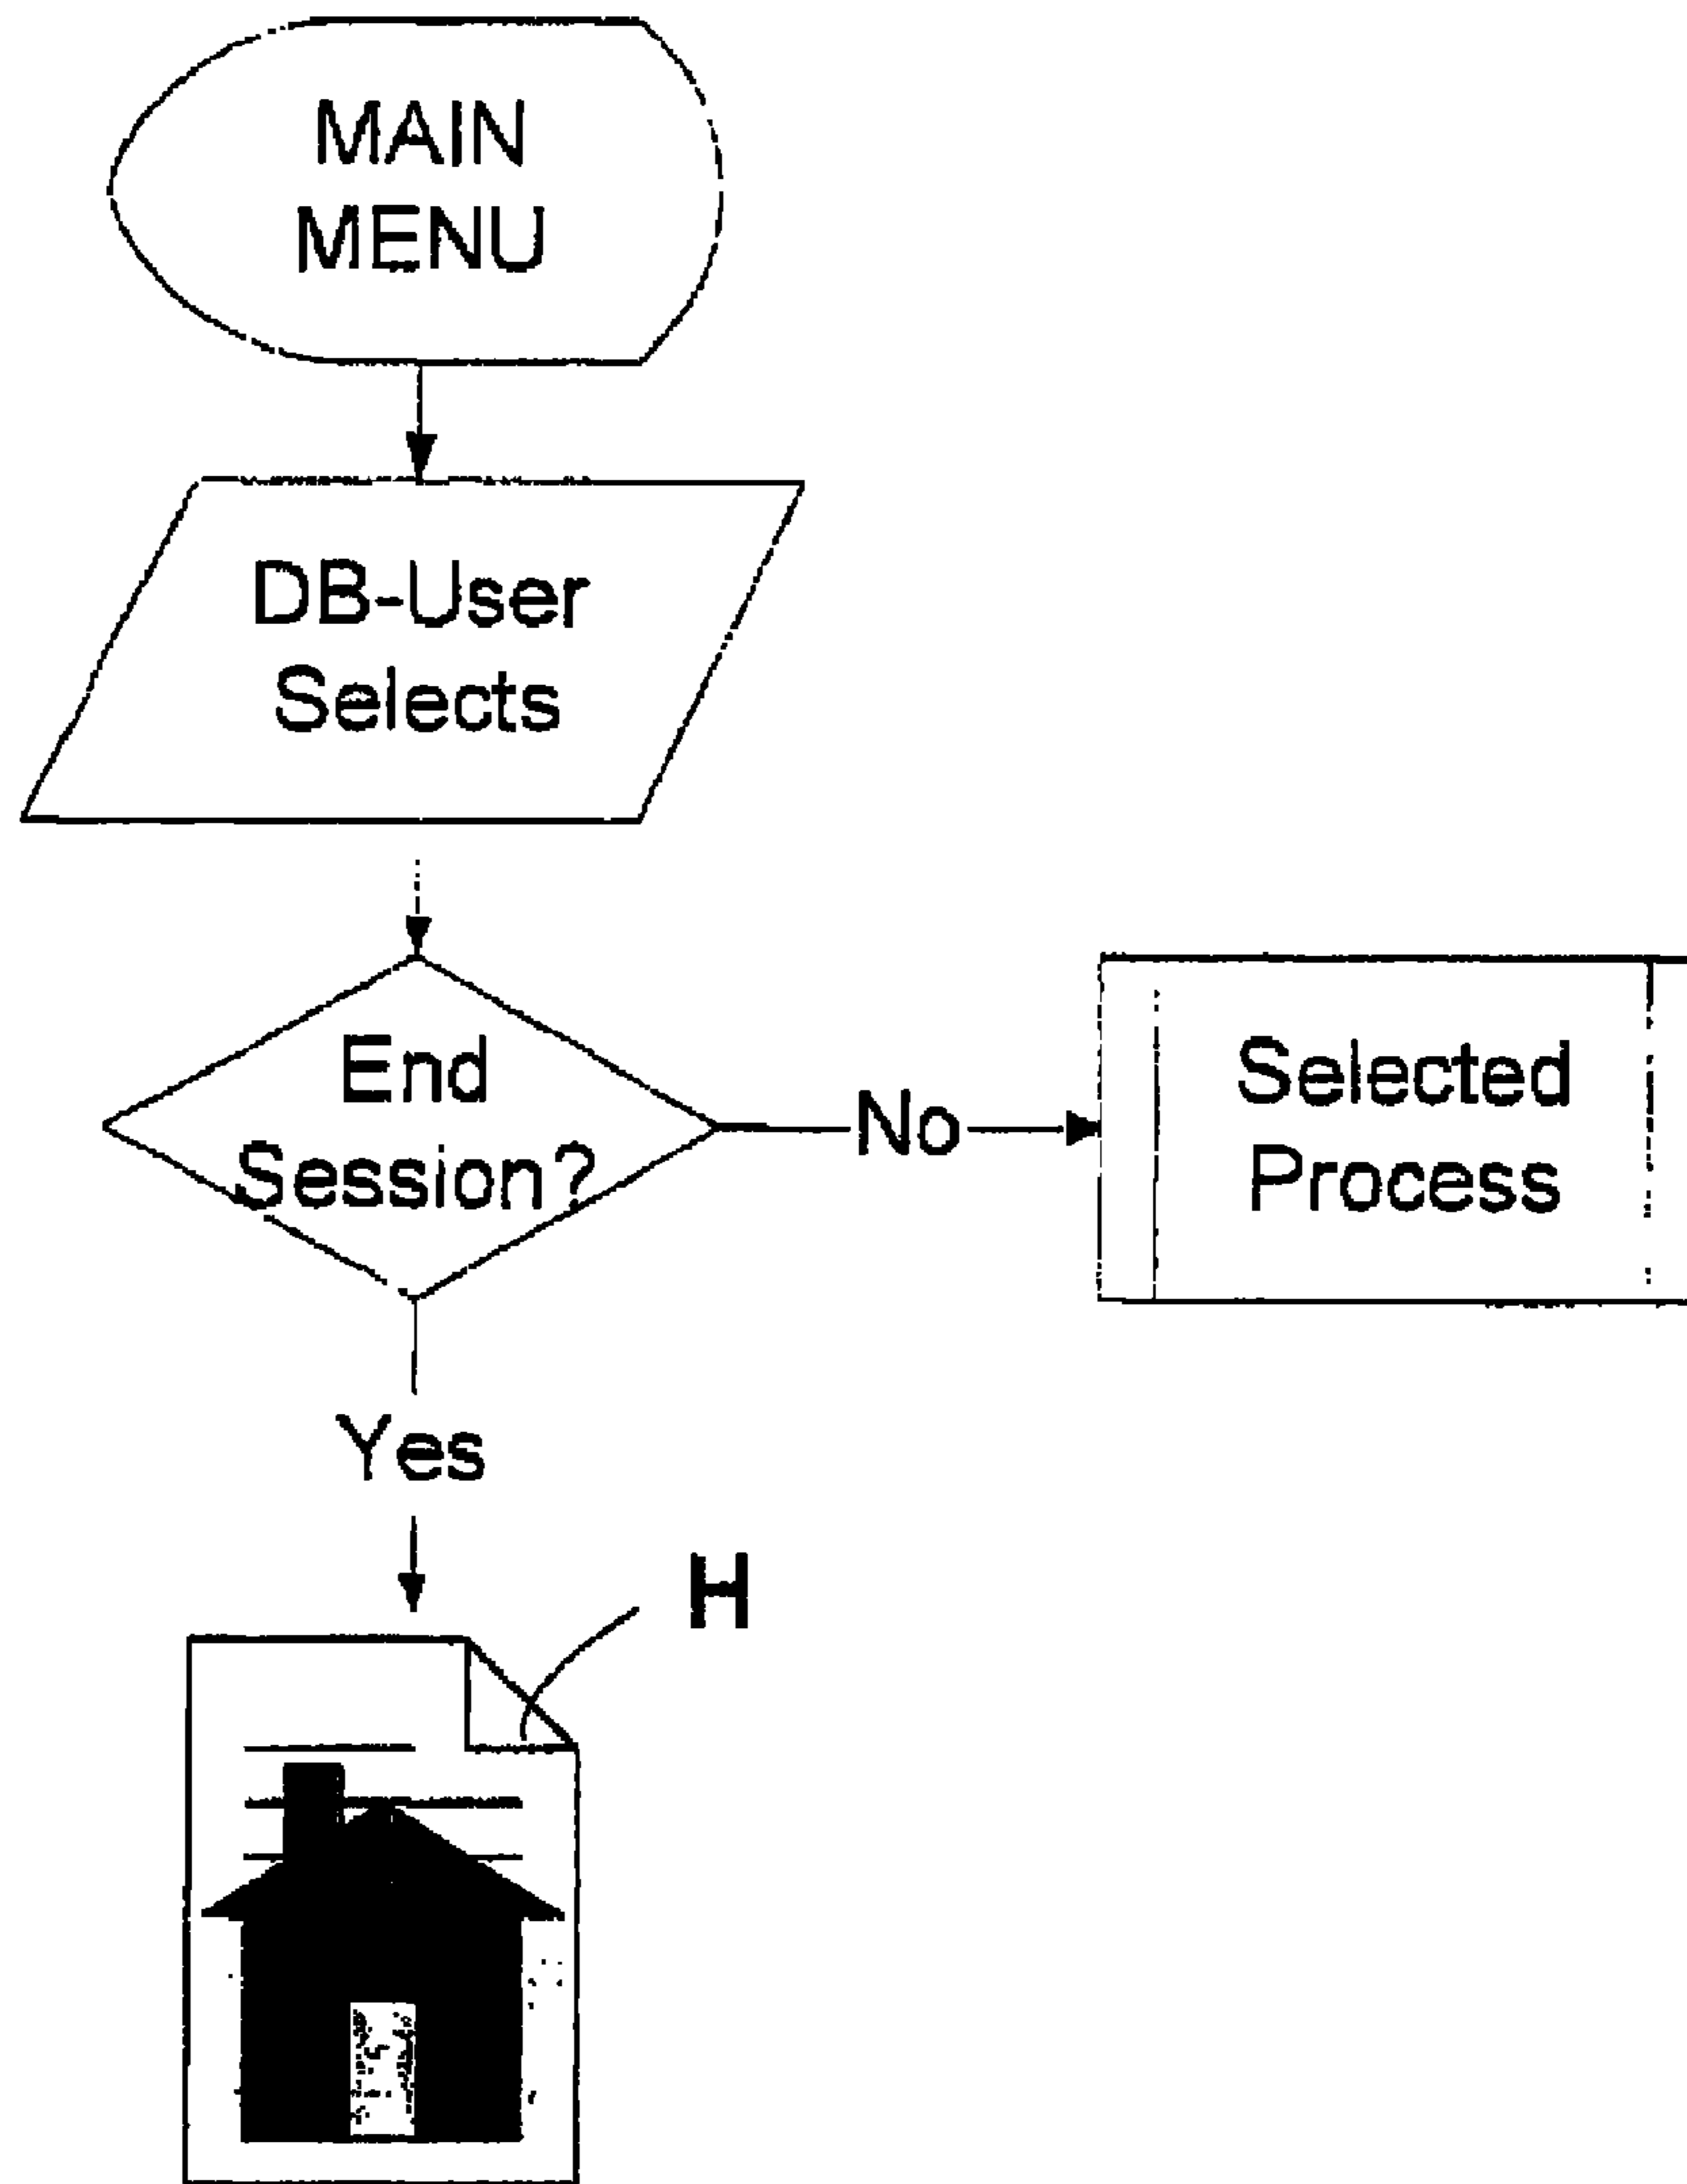 MAIN
MENU
DB-User
Selects
End
Session?
No
Selected
Process
Yes
H